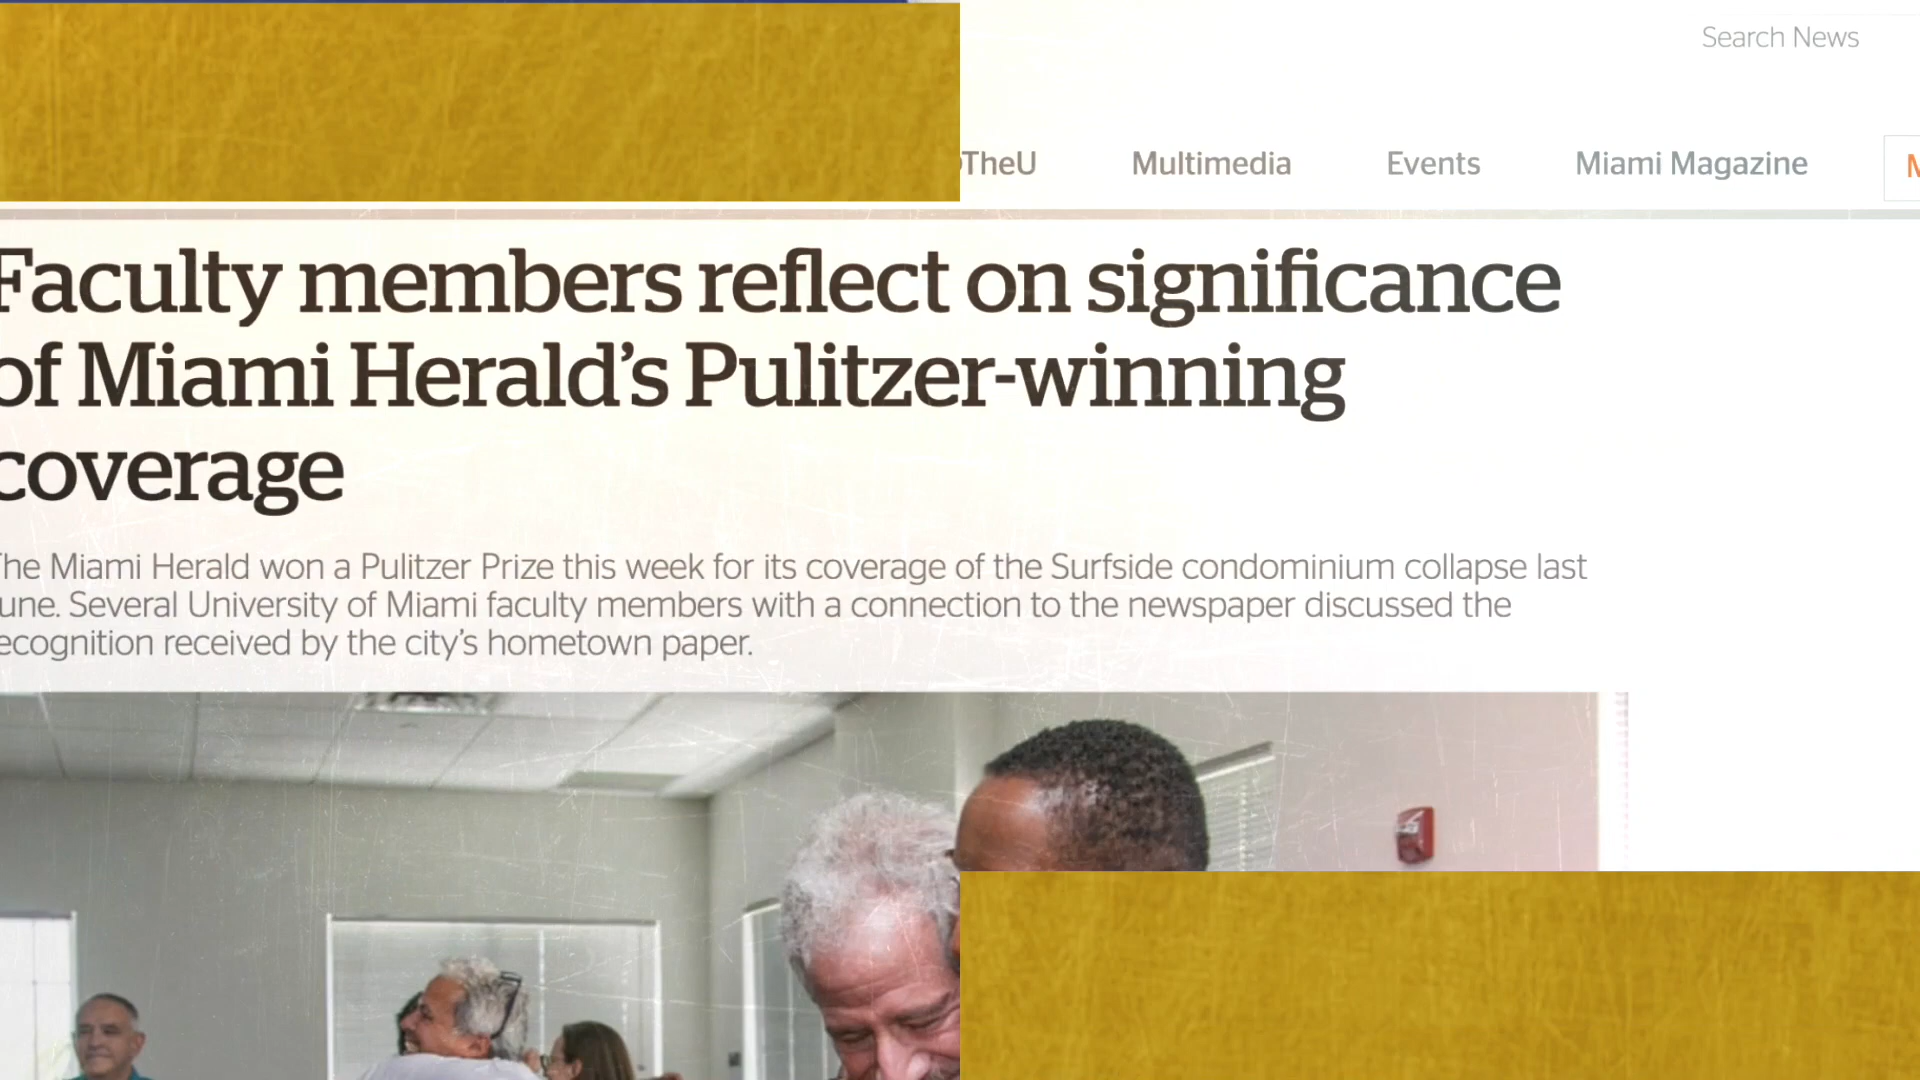 Search News
TheU Multimedia Events Miami Magazine
Faculty members reflect on significance
of Miami Herald's Pulitzer-winning
coverage
he Miami Herald won a Pulitzer Prize this week for its coverage of the Surfside condominium collapse last
une. Several University of Miami faculty members with a connection to the newspaper discussed the
ecognition received by the city's hometown paper.